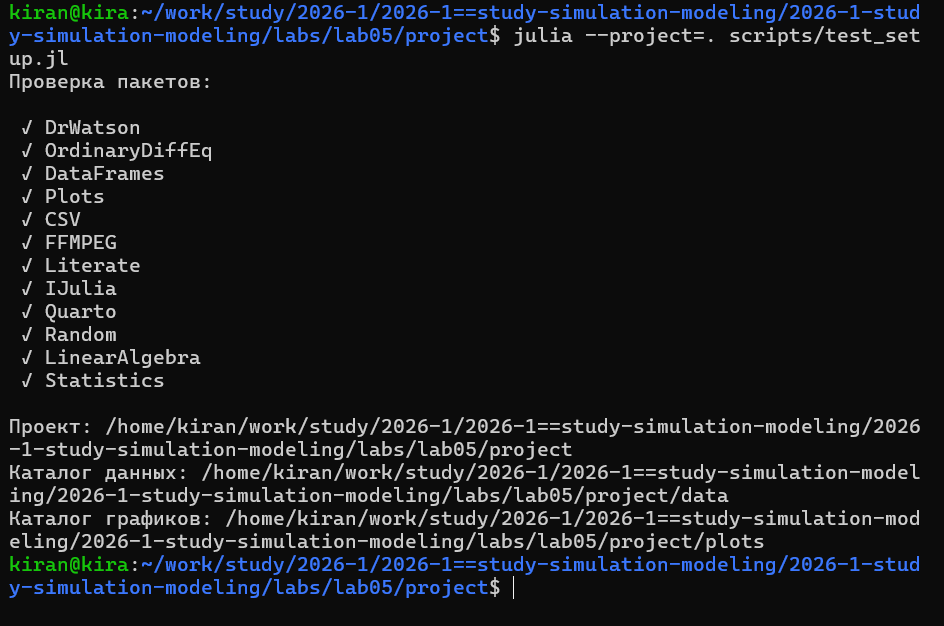 kiran@kira:~/work/study/2026-1/2026-1==study-simulation-modeling/2026-1-stud
y-simulation-modeling/labs/lab05/project$ julia --project=. scripts/test_set
up.jl
Проверка пакетов:
✓ DrWatson
✓ OrdinaryDiffEq
✓ DataFrames
✓ Plots
✓ CSV
✓ FFMPEG
✓ Literate
✓ IJulia
✓ Quarto
✓ Random
✓ LinearAlgebra
✓ Statistics
Проект: /home/kiran/work/study/2026-1/2026-1==study-simulation-modeling/2026
-1-study-simulation-modeling/labs/lab05/project
Каталог данных: /home/kiran/work/study/2026-1/2026-1==study-simulation-model
ing/2026-1-study-simulation-modeling/labs/lab05/project/data
Каталог графиков: /home/kiran/work/study/2026-1/2026-1==study-simulation-mod
eling/2026-1-study-simulation-modeling/labs/lab05/project/plots
kiran@kira:~/work/study/2026-1/2026-1==study-simulation-modeling/2026-1-stud
y-simulation-modeling/labs/lab05/project$